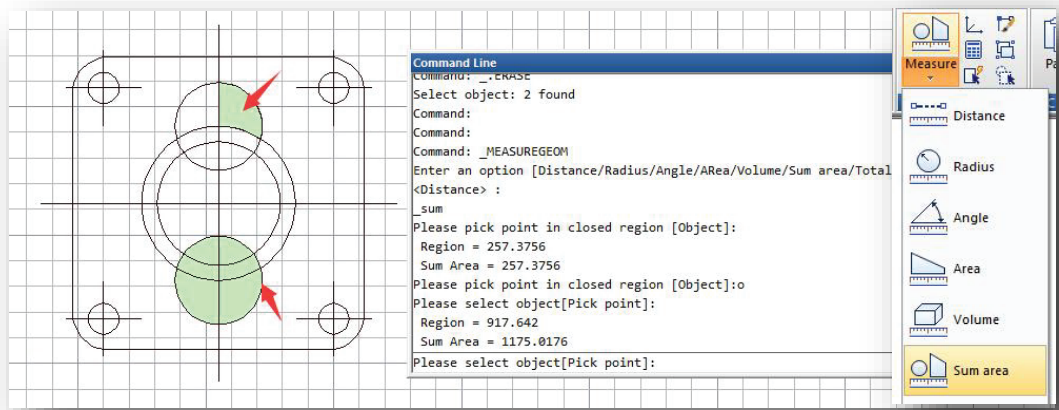 Command Line
Command: _.ERASE
Select object: 2 found
Command:
Command:
Command: _MEASUREGEOM
Enter an option [Distance/Radius/Angle/ARea/Volume/Sum area/Total
<Distance> :
_sum
Please pick point in closed region [Object]:
Region = 257.3756
Sum Area = 257.3756
Please pick point in closed region [Object]:o
Please select object[Pick point]:
Region = 917.642
Sum Area = 1175.0176
Please select object[Pick point]:
Measure
Distance
Radius
Angle
Area
Volume
Sum area